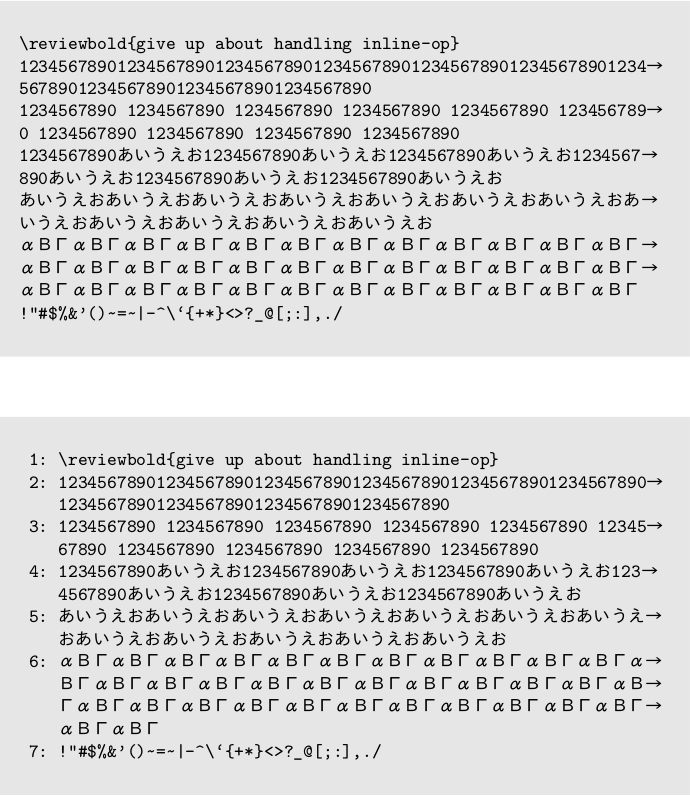 \reviewbold{give up about handling inline-op}
1234567890123456789012345678901234567890123456789012345678901234→
567890123456789012345678901234567890
1234567890 1234567890 1234567890 1234567890 1234567890 123456789→
0 1234567890 1234567890 1234567890 1234567890
1234567890あいうえお1234567890あいうえお1234567890あいうえお1234567→
890あいうえお1234567890あいうえお1234567890あいうえお
あいうえおあいうえおあいうえおあいうえおあいうえおあいうえおあいうえおあ→
いうえおあいうえおあいうえおあいうえおあいうえお
αΒΓαΒΓαΒΓαΒΓαΒΓαΒΓαΒΓαΒΓαΒΓαΒΓαΒΓαΒΓ→
αΒΓαΒΓαΒΓαΒΓαΒΓαΒΓαΒΓαΒΓαΒΓαΒΓαΒΓαΒΓ→
αΒΓαΒΓαΒΓαΒΓαΒΓαΒΓαΒΓαΒΓαΒΓαΒΓαΒΓαΒΓ
!"#$%&'()~=~|-^\`{+*}<>?_@[;:],./
1: \reviewbold{give up about handling inline-op}
2: 123456789012345678901234567890123456789012345678901234567890→
1234567890123456789012345678901234567890
3: 1234567890 1234567890 1234567890 1234567890 1234567890 12345→
67890 1234567890 1234567890 1234567890 1234567890
4: 1234567890あいうえお1234567890あいうえお1234567890あいうえお123→
4567890あいうえお1234567890あいうえお1234567890あいうえお
5: あいうえおあいうえおあいうえおあいうえおあいうえおあいうえおあいうえ→
おあいうえおあいうえおあいうえおあいうえおあいうえお
6: αΒΓαΒΓαΒΓαΒΓαΒΓαΒΓαΒΓαΒΓαΒΓαΒΓαΒΓα→
ΒΓαΒΓαΒΓαΒΓαΒΓαΒΓαΒΓαΒΓαΒΓαΒΓαΒΓαΒ→
ΓαΒΓαΒΓαΒΓαΒΓαΒΓαΒΓαΒΓαΒΓαΒΓαΒΓαΒΓ→
αΒΓαΒΓ
7: !"#$%&'()~=~|-^\`{+*}<>?_@[;:],./